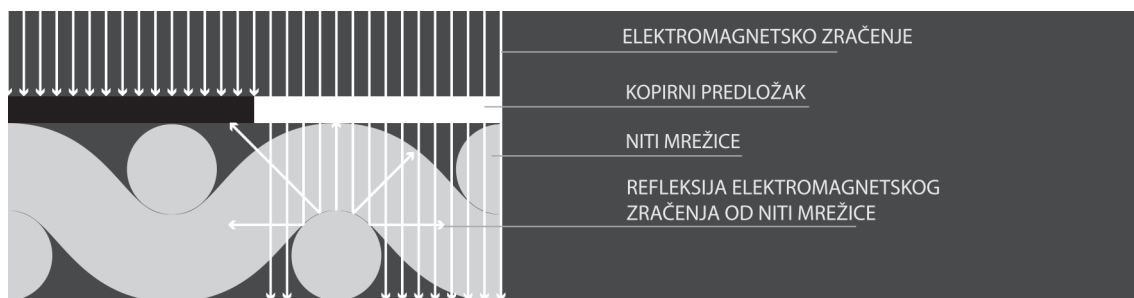 ELEKTROMAGNETSKO ZRAČENJE
KOPIRNI PREDLOŽAK
NITI MREŽICE
REFLEKSIJA ELEKTROMAGNETSKOG
ZRAČENJA OD NITI MREŽICE